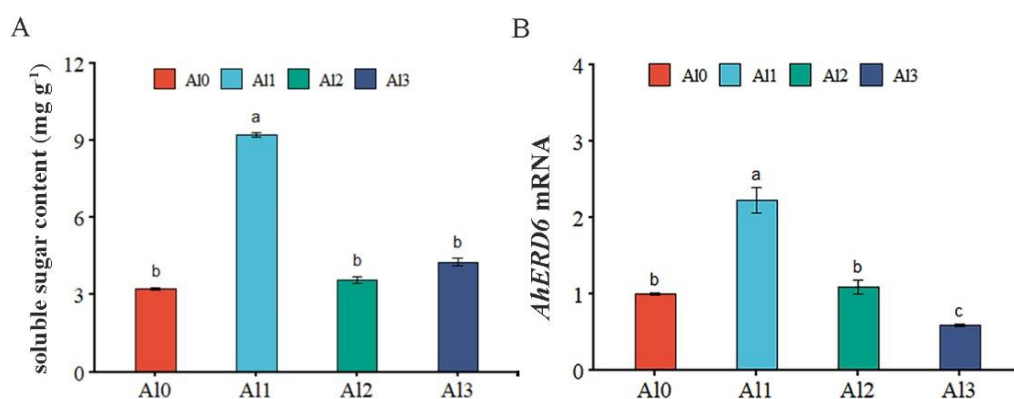 A
soluble sugar content (mg g⁻¹)
12
9
6
3
0
Al0 Al1 Al2 Al3
b
a
b
b
Al0 Al1 Al2 Al3
B
AhERD6 mRNA
4
3
2
1
0
Al0 Al1 Al2 Al3
b
a
b
c
Al0 Al1 Al2 Al3